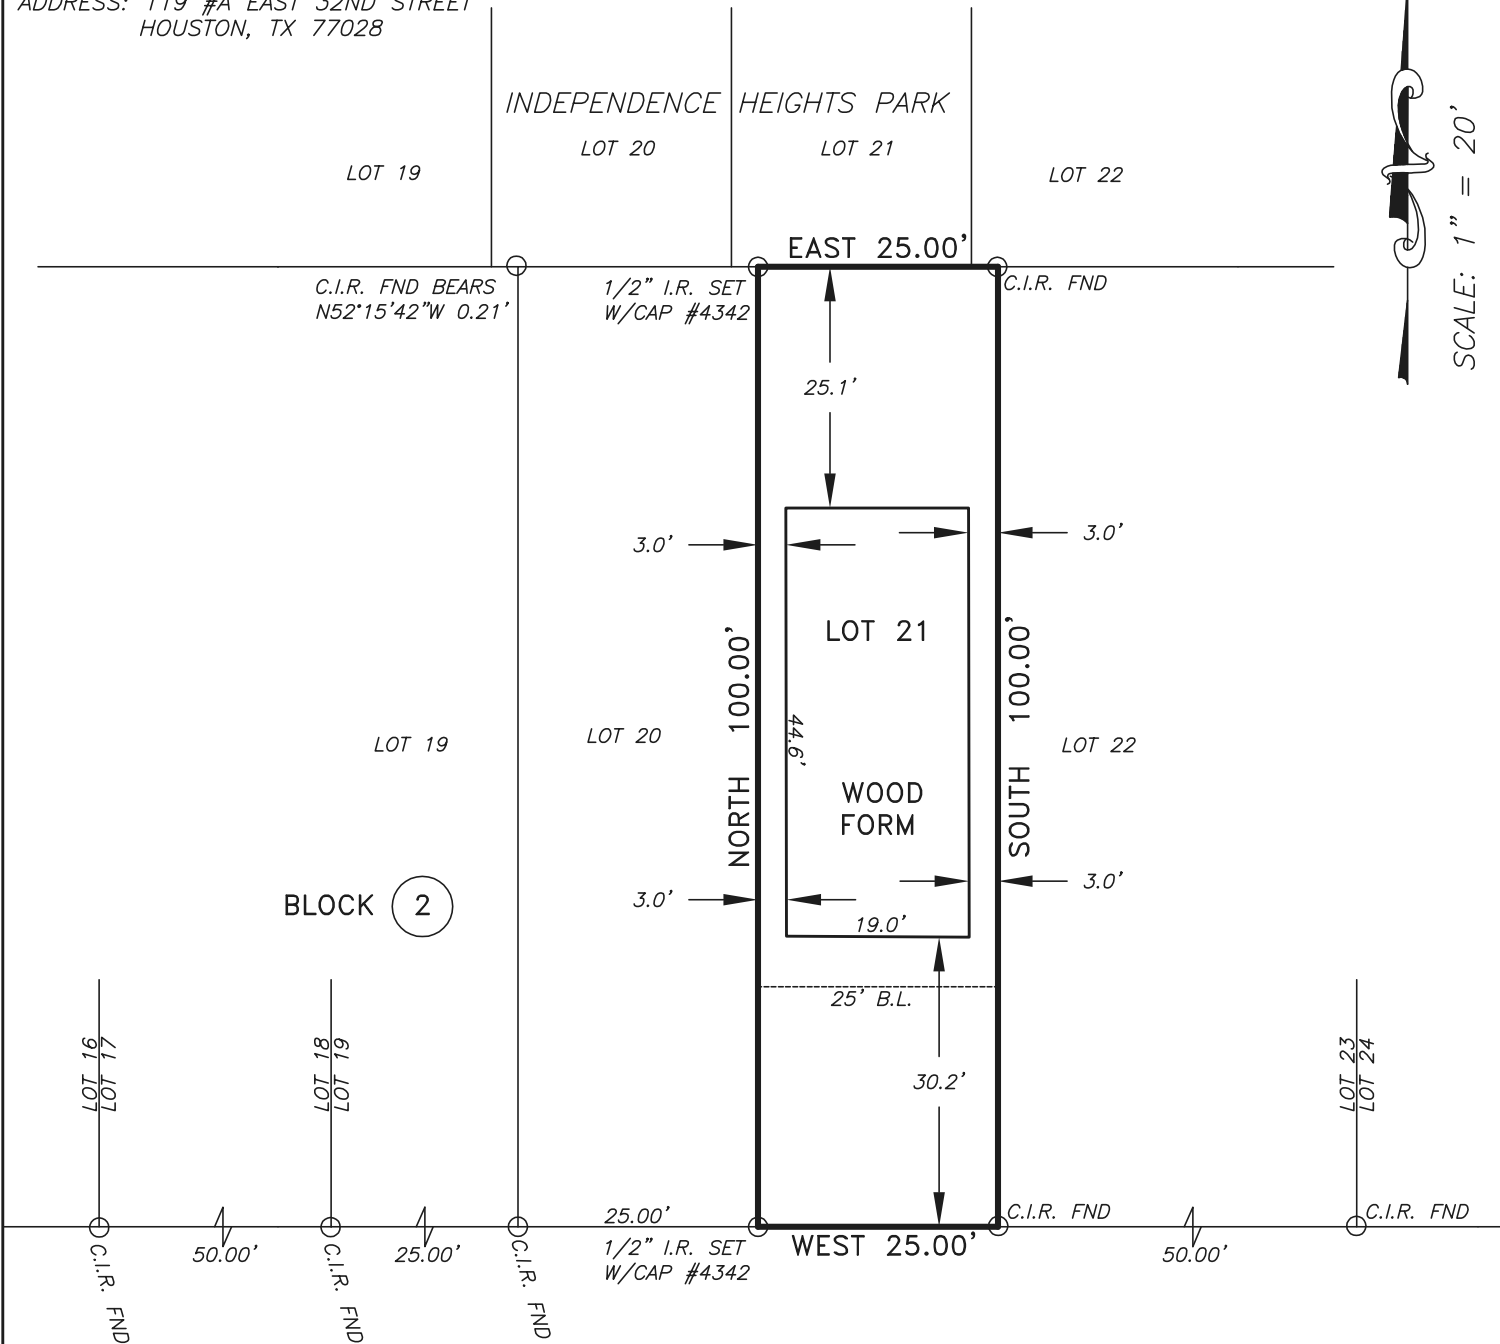 ADDRESS: 119 #A EAST 32ND STREET
HOUSTON, TX 77028
INDEPENDENCE HEIGHTS PARK
LOT 20
LOT 21
LOT 19
LOT 22
SCALE: 1" = 20'
EAST 25.00'
C.I.R. FND BEARS
N52°15'42"W 0.21'
1/2" I.R. SET
W/CAP #4342
C.I.R. FND
25.1'
3.0'
3.0'
LOT 21
NORTH 100.00'
SOUTH 100.00'
44.6'
LOT 19
LOT 20
LOT 22
WOOD
FORM
3.0'
3.0'
BLOCK 2
19.0'
25' B.L.
30.2'
LOT 16
LOT 17
LOT 18
LOT 19
LOT 23
LOT 24
25.00'
C.I.R. FND
C.I.R. FND
1/2" I.R. SET
W/CAP #4342
WEST 25.00'
50.00'
25.00'
50.00'
C.I.R. FND
C.I.R. FND
C.I.R. FND